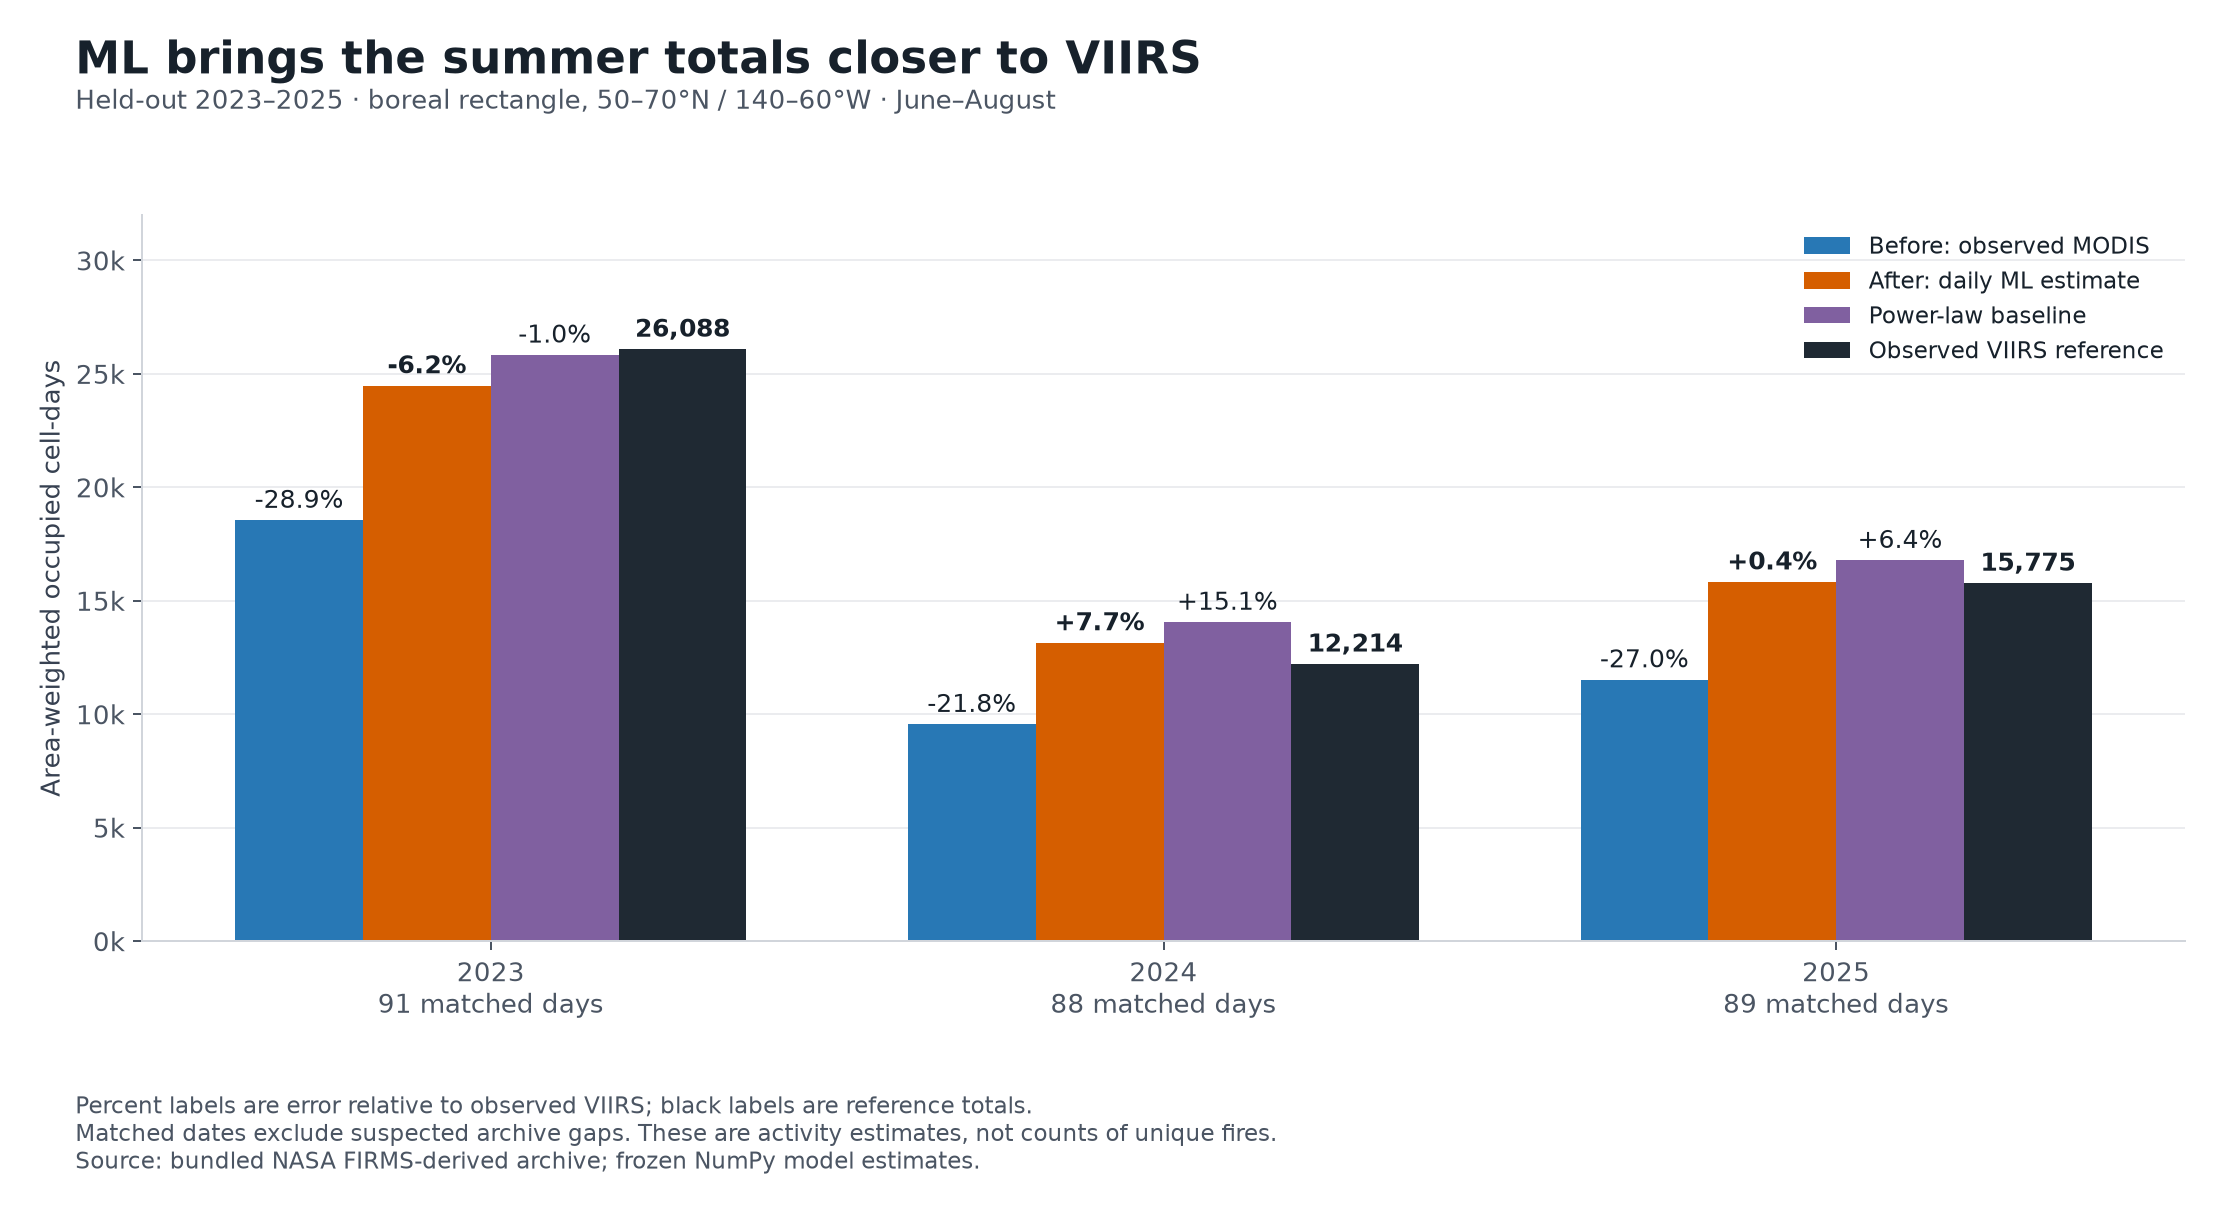 ML brings the summer totals closer to VIIRS
Held-out 2023–2025 · boreal rectangle, 50–70°N / 140–60°W · June–August
Area-weighted occupied cell-days
30k
25k
20k
15k
10k
5k
0k
Before: observed MODIS
After: daily ML estimate
Power-law baseline
Observed VIIRS reference
-28.9%
-6.2%
-1.0%
26,088
-21.8%
+7.7%
+15.1%
12,214
-27.0%
+0.4%
+6.4%
15,775
2023
91 matched days
2024
88 matched days
2025
89 matched days
Percent labels are error relative to observed VIIRS; black labels are reference totals.
Matched dates exclude suspected archive gaps. These are activity estimates, not counts of unique fires.
Source: bundled NASA FIRMS-derived archive; frozen NumPy model estimates.